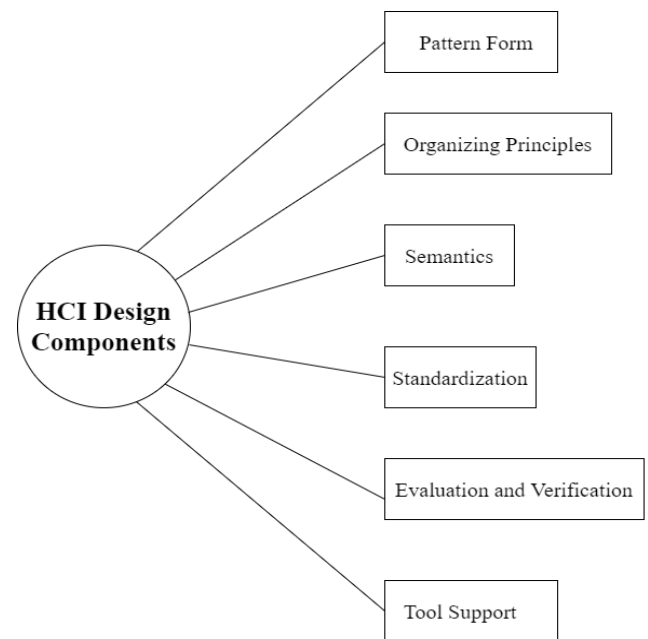 Pattern Form
Organizing Principles
Semantics
HCI Design
Components
Standardization
Evaluation and Verification
Tool Support